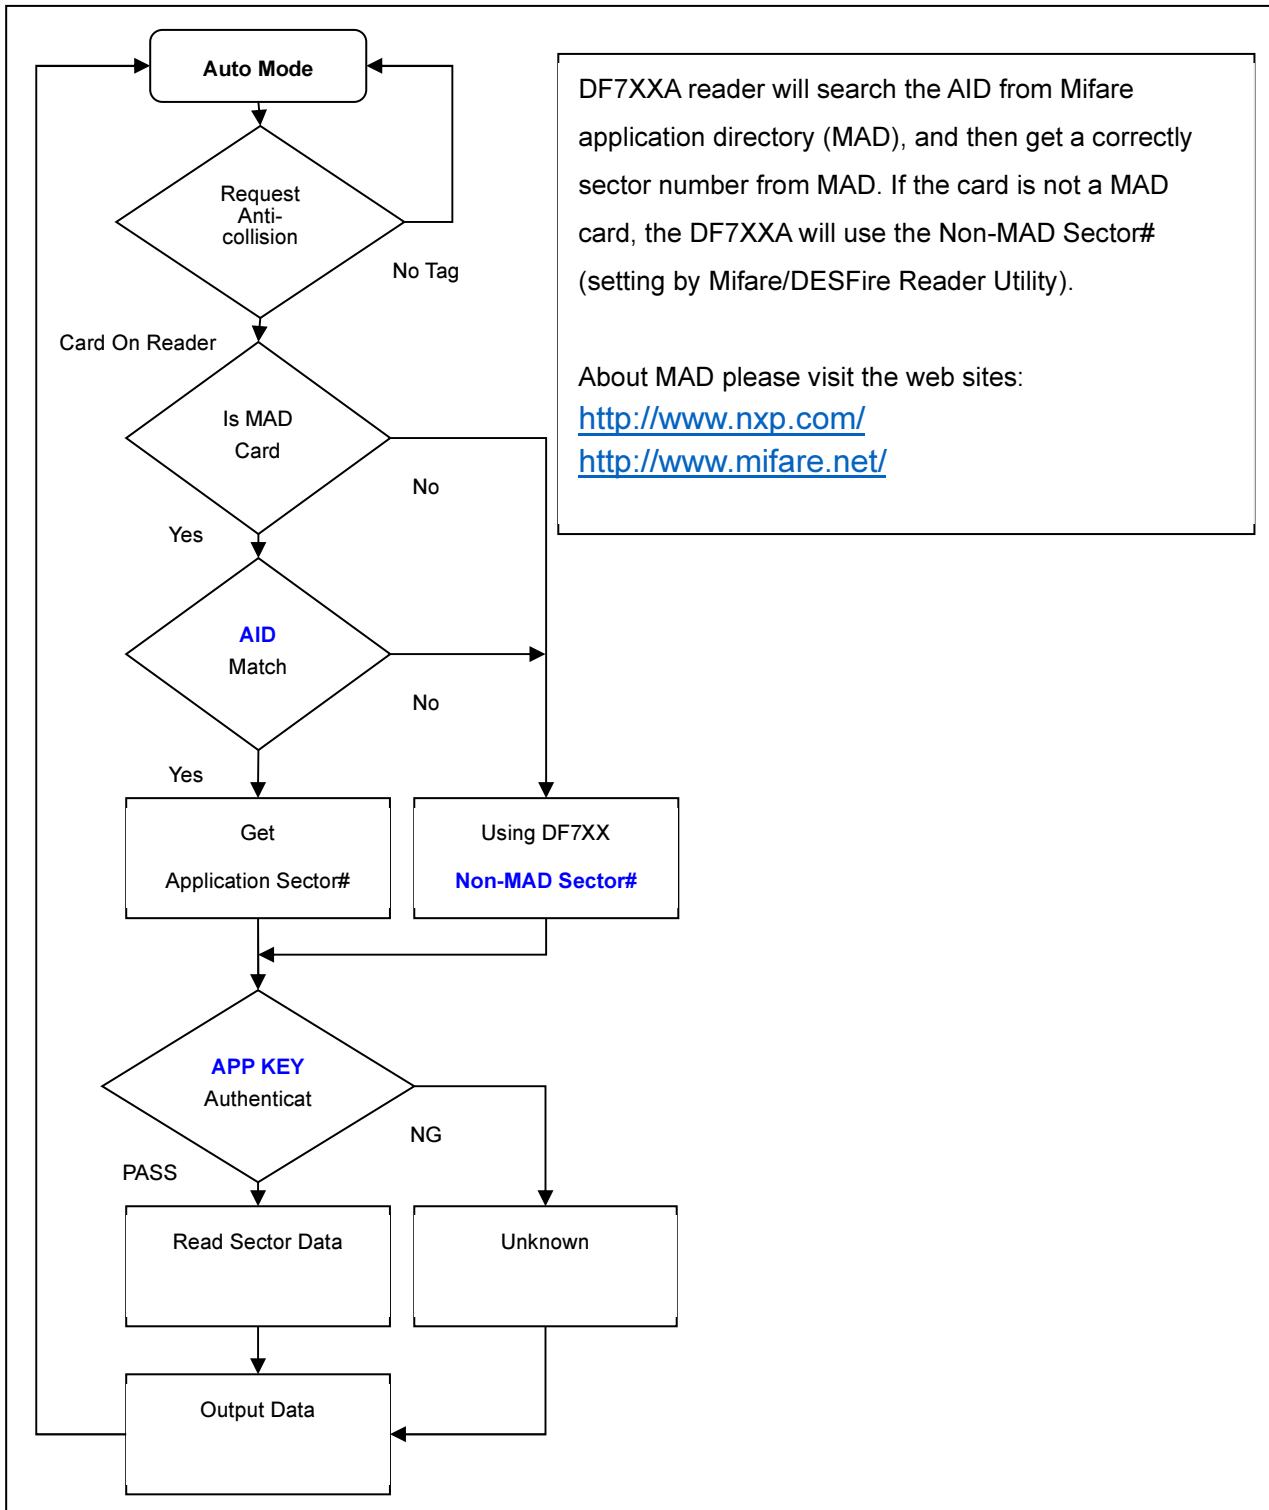 Auto Mode
Request
Anti-
collision
No Tag
Card On Reader
Is MAD
Card
No
Yes
AID
Match
No
Yes
Get
Application Sector#
Using DF7XX
Non-MAD Sector#
APP KEY
Authenticat
NG
PASS
Read Sector Data
Unknown
Output Data
DF7XXA reader will search the AID from Mifare
application directory (MAD), and then get a correctly
sector number from MAD. If the card is not a MAD
card, the DF7XXA will use the Non-MAD Sector#
(setting by Mifare/DESFire Reader Utility).
About MAD please visit the web sites:
http://www.nxp.com/
http://www.mifare.net/